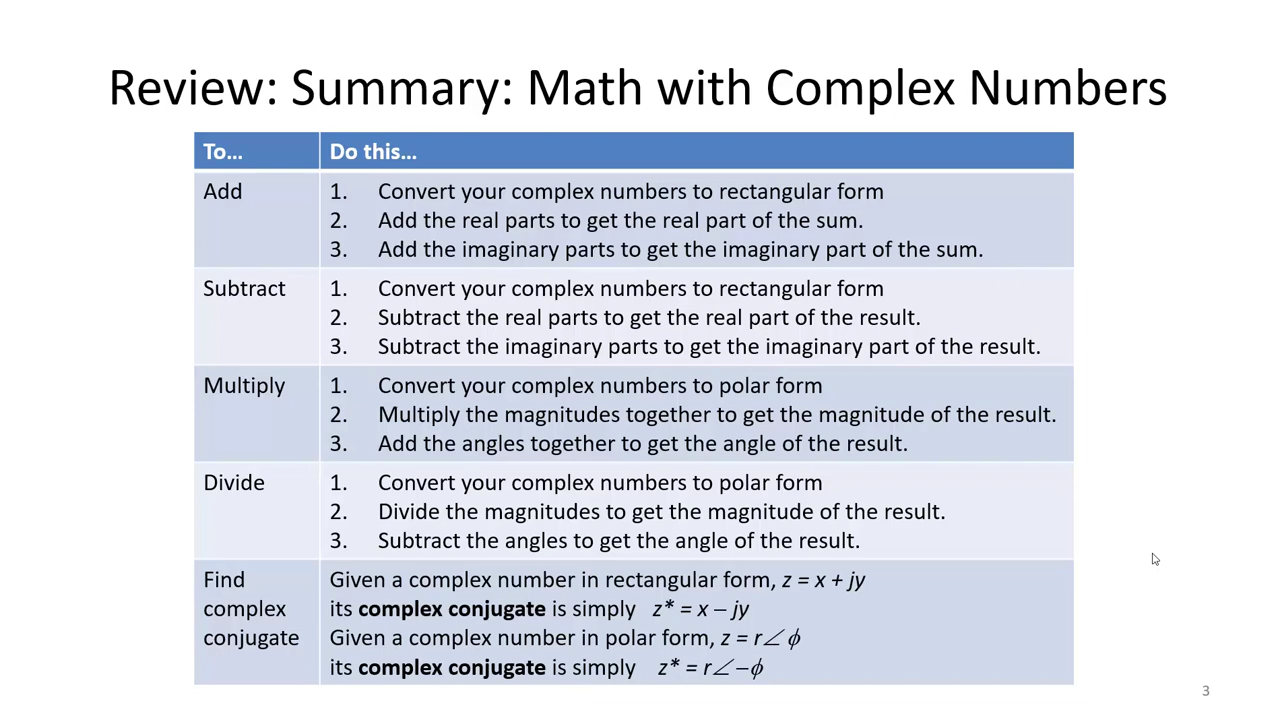 Review: Summary: Math with Complex Numbers
To… Do this…
Add 1. Convert your complex numbers to rectangular form
2. Add the real parts to get the real part of the sum.
3. Add the imaginary parts to get the imaginary part of the sum.
Subtract 1. Convert your complex numbers to rectangular form
2. Subtract the real parts to get the real part of the result.
3. Subtract the imaginary parts to get the imaginary part of the result.
Multiply 1. Convert your complex numbers to polar form
2. Multiply the magnitudes together to get the magnitude of the result.
3. Add the angles together to get the angle of the result.
Divide 1. Convert your complex numbers to polar form
2. Divide the magnitudes to get the magnitude of the result.
3. Subtract the angles to get the angle of the result.
Find Given a complex number in rectangular form, z = x + jy
complex its complex conjugate is simply z* = x – jy
conjugate Given a complex number in polar form, z = r∠ ϕ
its complex conjugate is simply z* = r∠−ϕ
3